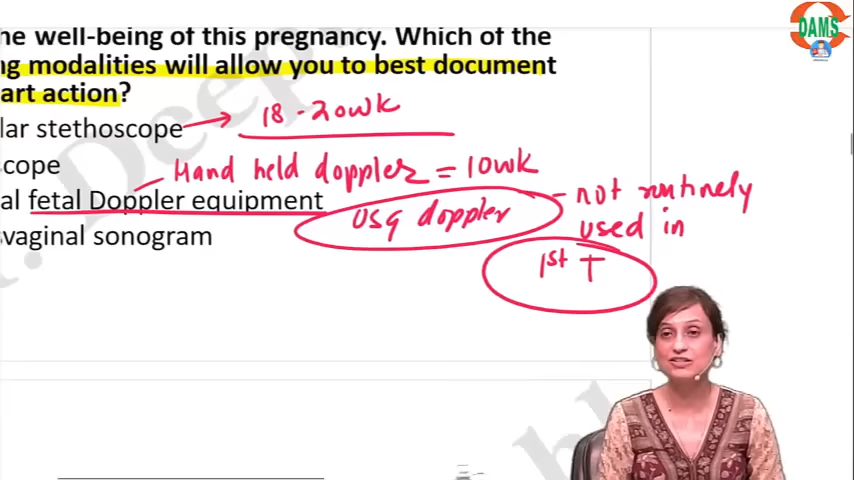 he well-being of this pregnancy. Which of the
ng modalities will allow you to best document
art action?
lar stethoscope → 18-20wk
scope
Hand held doppler = 10wk
al fetal Doppler equipment
USG doppler - not routinely
used in
1st T
vaginal sonogram
DAMS